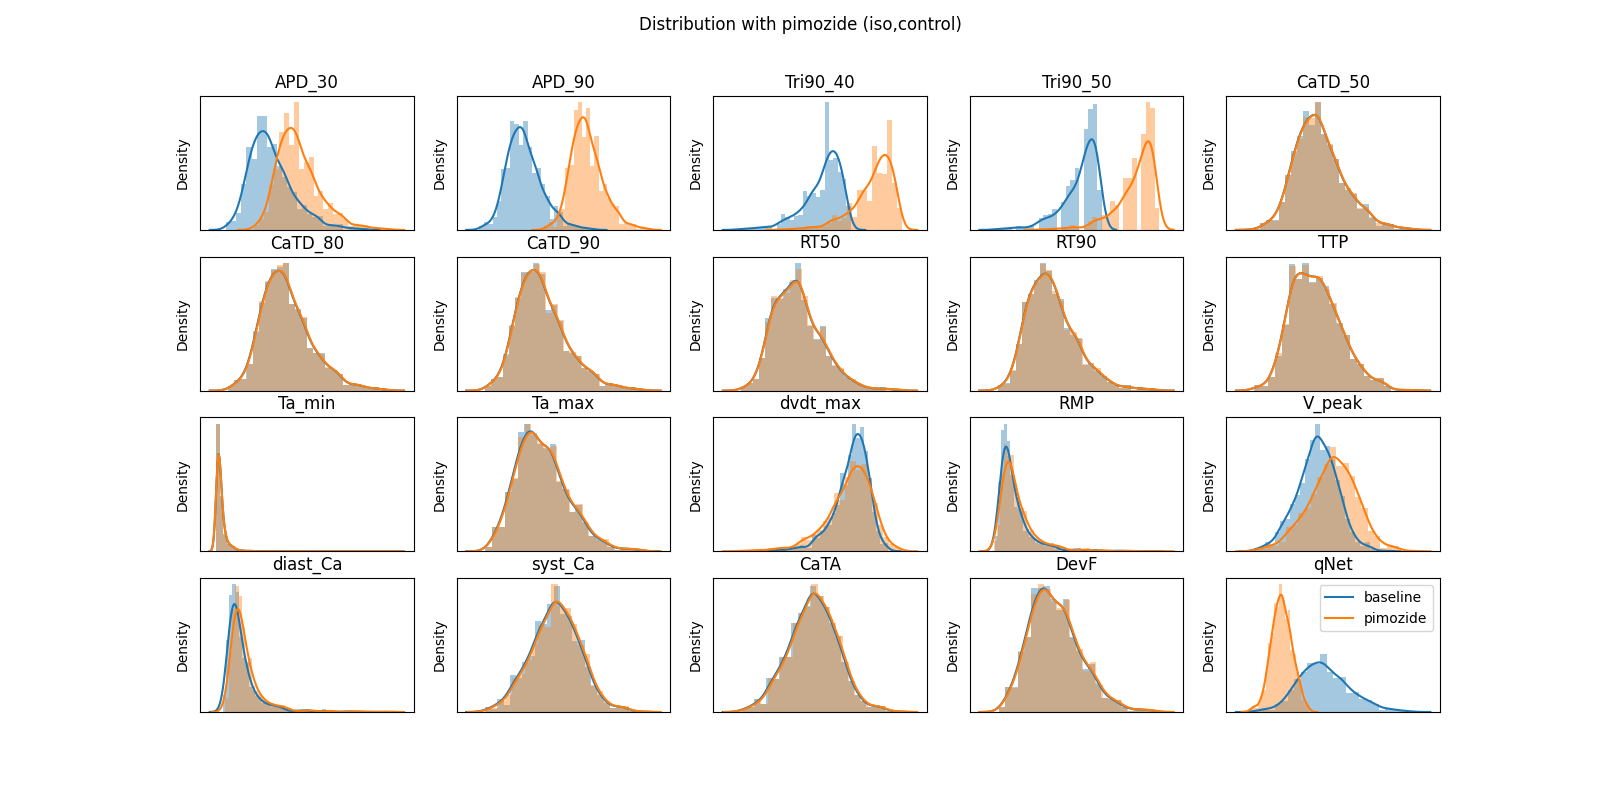 Distribution with pimozide (iso,control)
APD_30
APD_90
Tri90_40
Tri90_50
CaTD_50
Density
Density
Density
Density
Density
CaTD_80
CaTD_90
RT50
RT90
TTP
Density
Density
Density
Density
Density
Ta_min
Ta_max
dvdt_max
RMP
V_peak
Density
Density
Density
Density
Density
diast_Ca
syst_Ca
CaTA
DevF
qNet
Density
Density
Density
Density
Density
baseline
pimozide